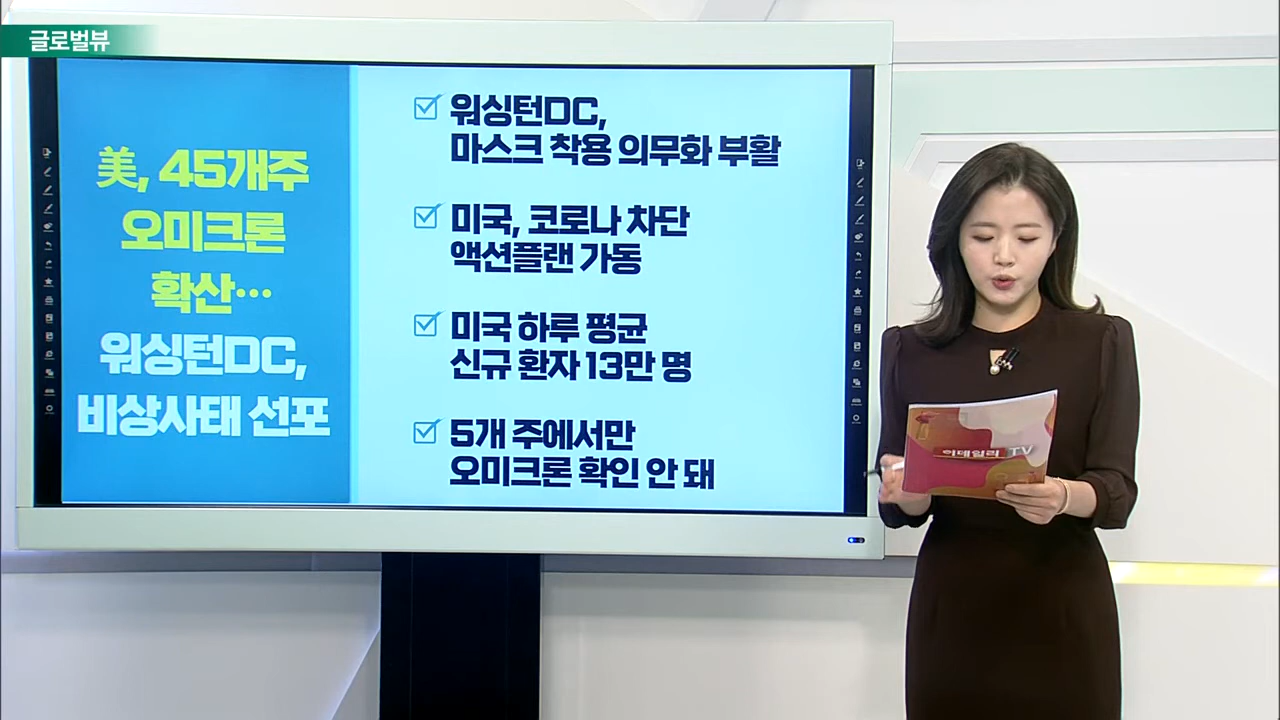 글로벌뷰
美, 45개주
오미크론
확산…
워싱턴DC,
비상사태 선포
워싱턴DC,
마스크 착용 의무화 부활
미국, 코로나 차단
액션플랜 가동
미국 하루 평균
신규 환자 13만 명
5개 주에서만
오미크론 확인 안 돼
이데일리 TV